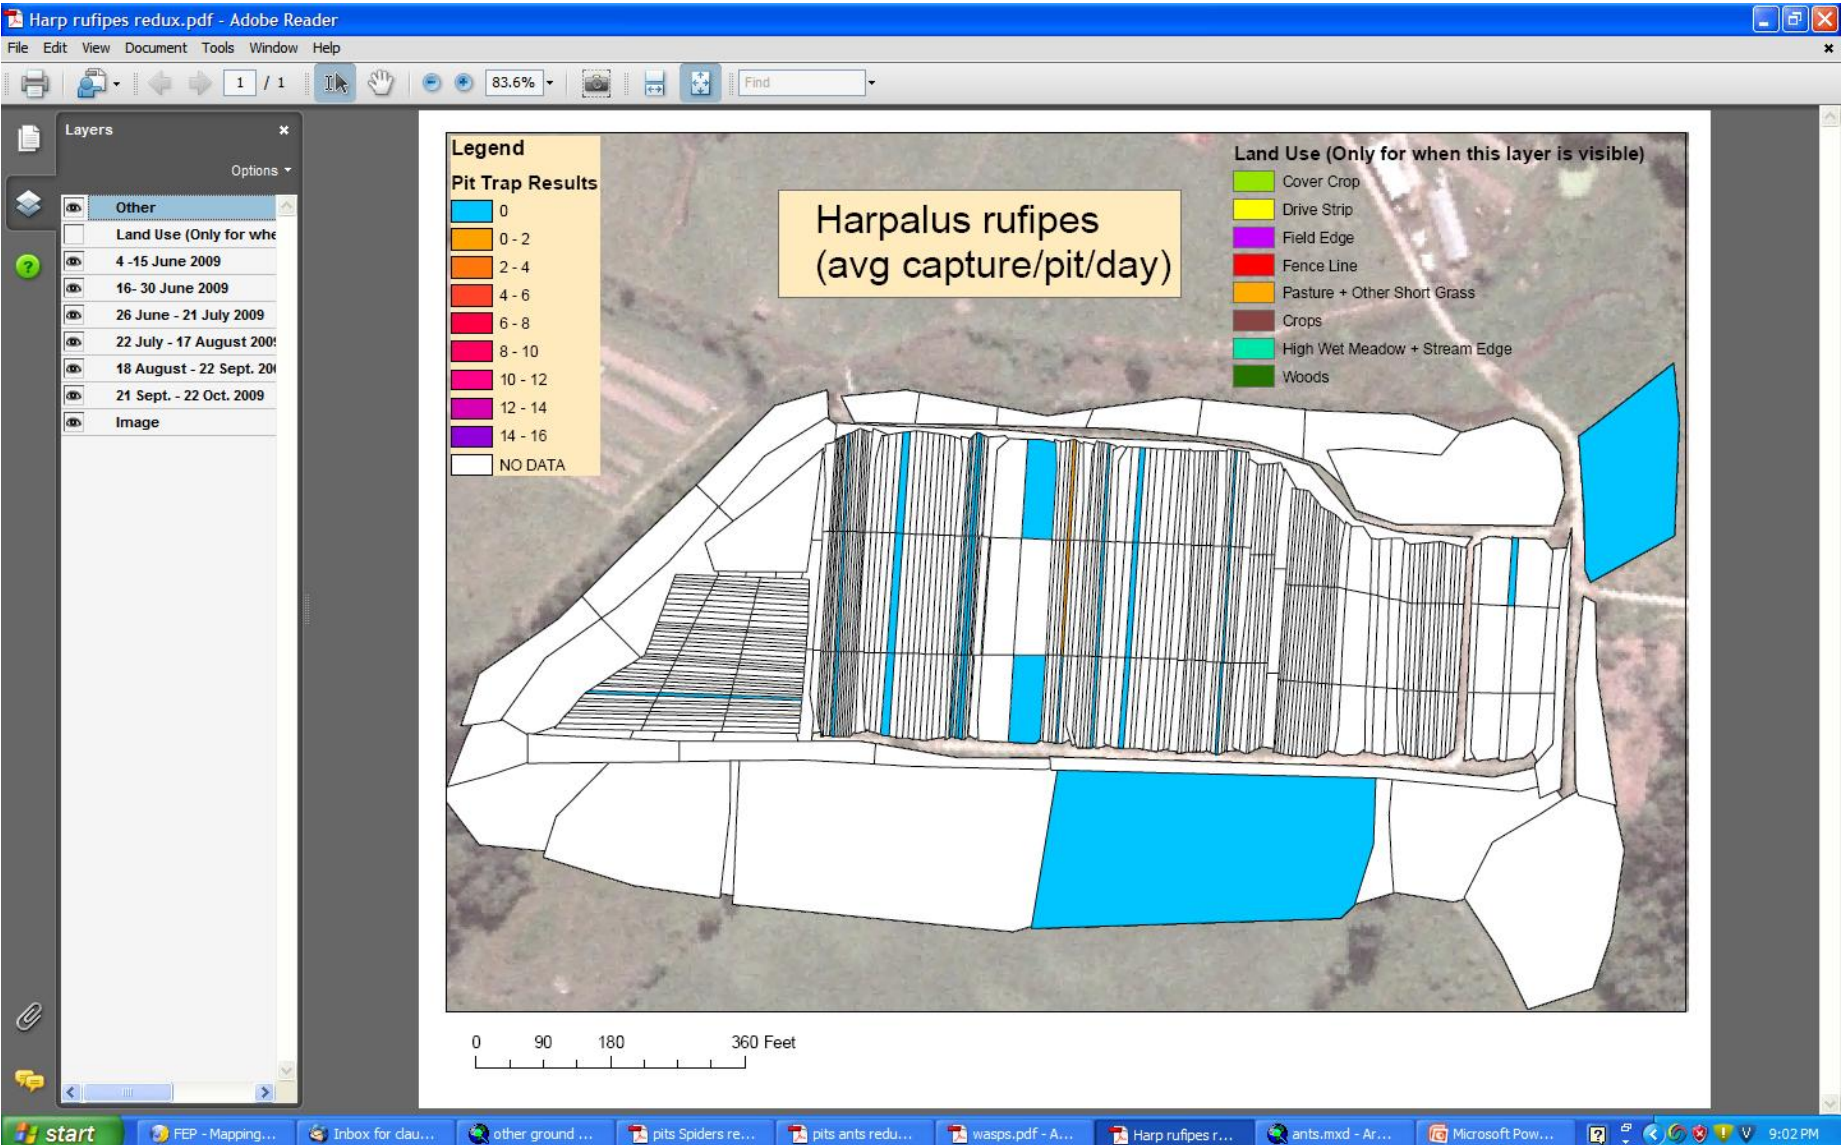 Harp rufipes redux.pdf - Adobe Reader
File Edit View Document Tools Window Help
1 / 1 83.6% Find
Layers
Options
Other
Land Use (Only for whe
4 -15 June 2009
16- 30 June 2009
26 June - 21 July 2009
22 July - 17 August 2009
18 August - 22 Sept. 20
21 Sept. - 22 Oct. 2009
Image
Legend
Pit Trap Results
0
0 - 2
2 - 4
4 - 6
6 - 8
8 - 10
10 - 12
12 - 14
14 - 16
NO DATA
Harpalus rufipes
(avg capture/pit/day)
Land Use (Only for when this layer is visible)
Cover Crop
Drive Strip
Field Edge
Fence Line
Pasture + Other Short Grass
Crops
High Wet Meadow + Stream Edge
Woods
0 90 180 360 Feet
start FEP - Mapping... Inbox for clau... other ground ... pits Spiders re... pits ants redu... wasps.pdf - A... Harp rufipes r... ants.mxd - Ar... Microsoft Pow... 9:02 PM